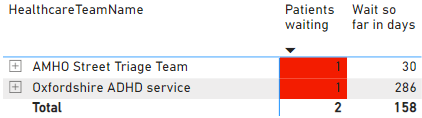 HealthcareTeamName Patients waiting Wait so far in days
AMHO Street Triage Team 1 30
Oxfordshire ADHD service 1 286
Total 2 158